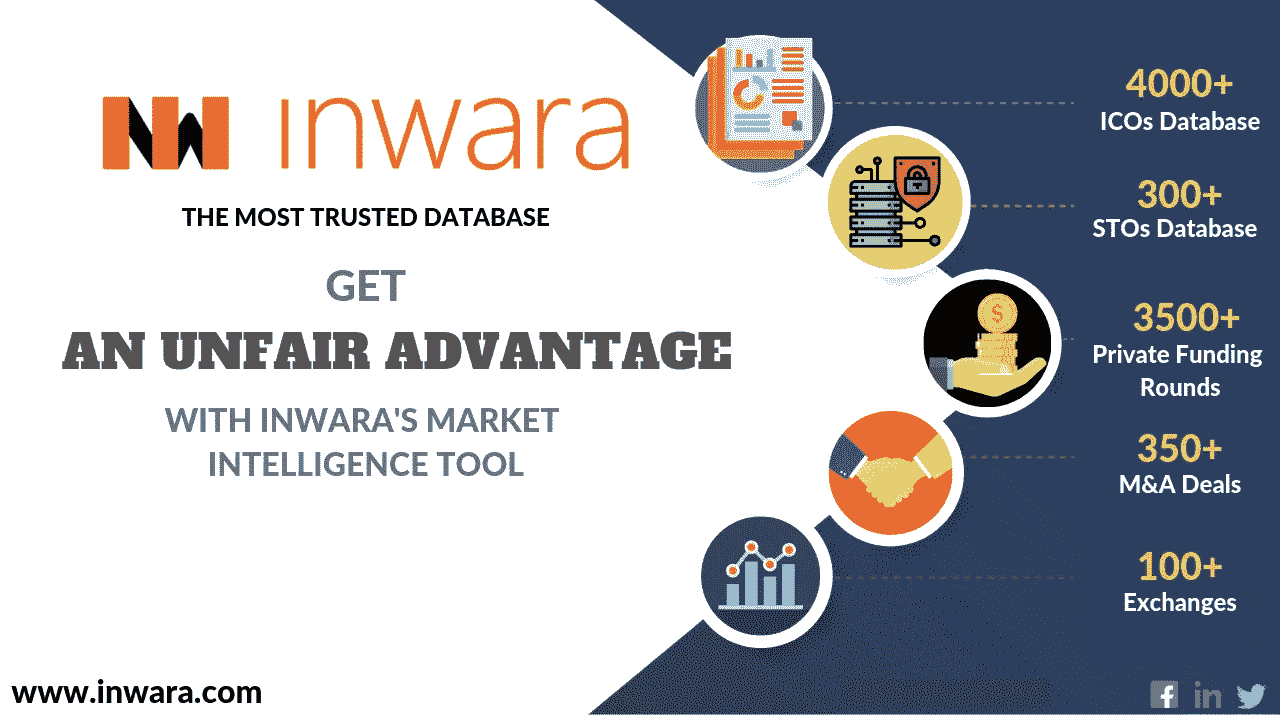 inwara
THE MOST TRUSTED DATABASE
GET
AN UNFAIR ADVANTAGE
WITH INWARA'S MARKET
INTELLIGENCE TOOL
www.inwara.com
4000+
ICOs Database
300+
STOs Database
$
3500+
Private Funding
Rounds
350+
M&A Deals
100+
Exchanges
f in